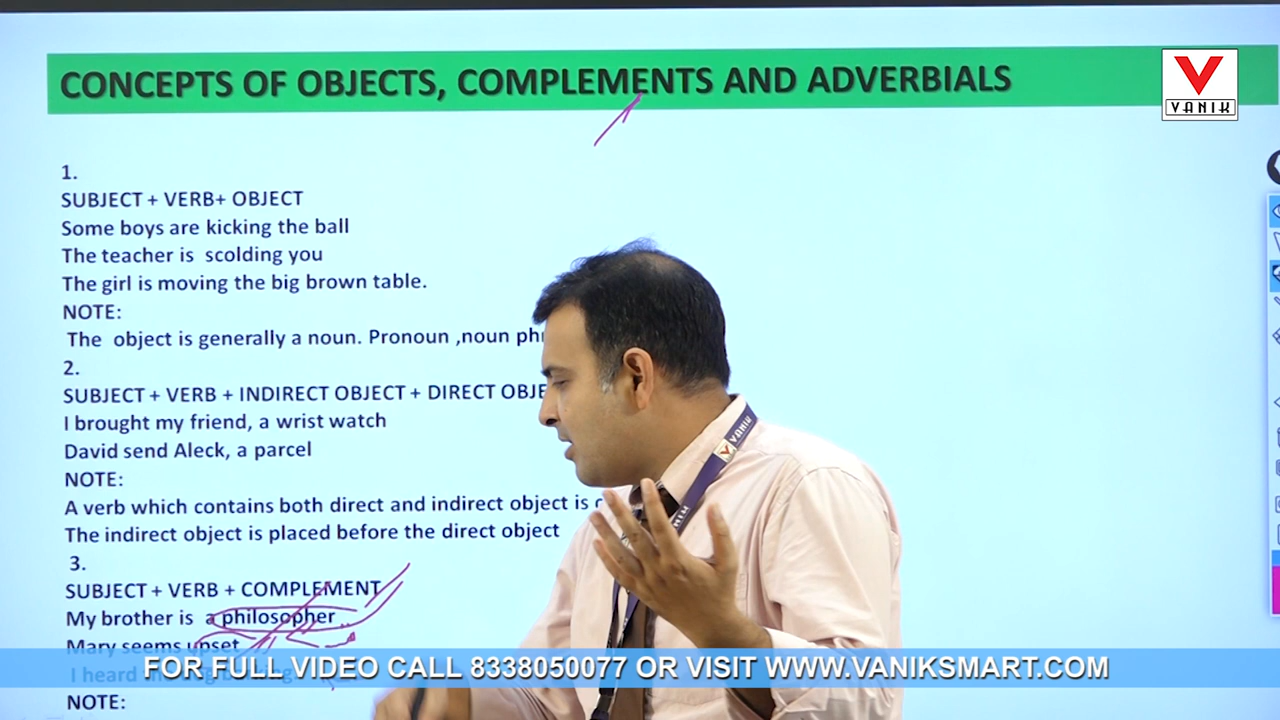 CONCEPTS OF OBJECTS, COMPLEMENTS AND ADVERBIALS
VANIK
1.
SUBJECT + VERB+ OBJECT
Some boys are kicking the ball
The teacher is scolding you
The girl is moving the big brown table.
NOTE:
The object is generally a noun. Pronoun ,noun
2.
SUBJECT + VERB + INDIRECT OBJECT + DIRECT
I brought my friend, a wrist watch
David send Aleck, a parcel
NOTE:
A verb which contains both direct and indirect object is
The indirect object is placed before the direct object
3.
SUBJECT + VERB + COMPLEMENT
My brother is a philosopher
Mary seems upset
I heard
FOR FULL VIDEO CALL 8338050077 OR VISIT WWW.VANIKSMART.COM
NOTE:
VANIK